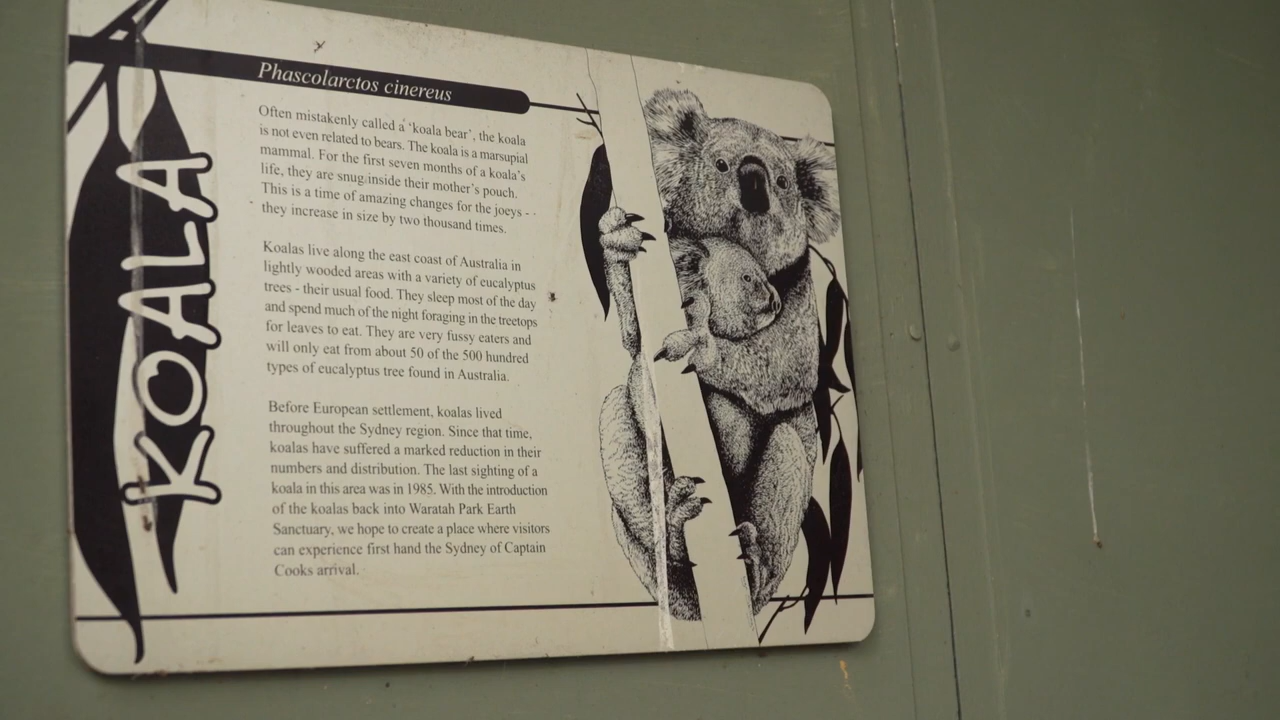 KOALA
Phascolarctos cinereus
Often mistakenly called a 'koala bear', the koala
is not even related to bears. The koala is a marsupial
mammal. For the first seven months of a koala's
life, they are snug inside their mother's pouch.
This is a time of amazing changes for the joeys -
they increase in size by two thousand times.
Koalas live along the east coast of Australia in
lightly wooded areas with a variety of eucalyptus
trees - their usual food. They sleep most of the day
and spend much of the night foraging in the treetops
for leaves to eat. They are very fussy eaters and
will only eat from about 50 of the 500 hundred
types of eucalyptus tree found in Australia.
Before European settlement, koalas lived
throughout the Sydney region. Since that time,
koalas have suffered a marked reduction in their
numbers and distribution. The last sighting of a
koala in this area was in 1985. With the introduction
of the koalas back into Waratah Park Earth
Sanctuary, we hope to create a place where visitors
can experience first hand the Sydney of Captain
Cooks arrival.